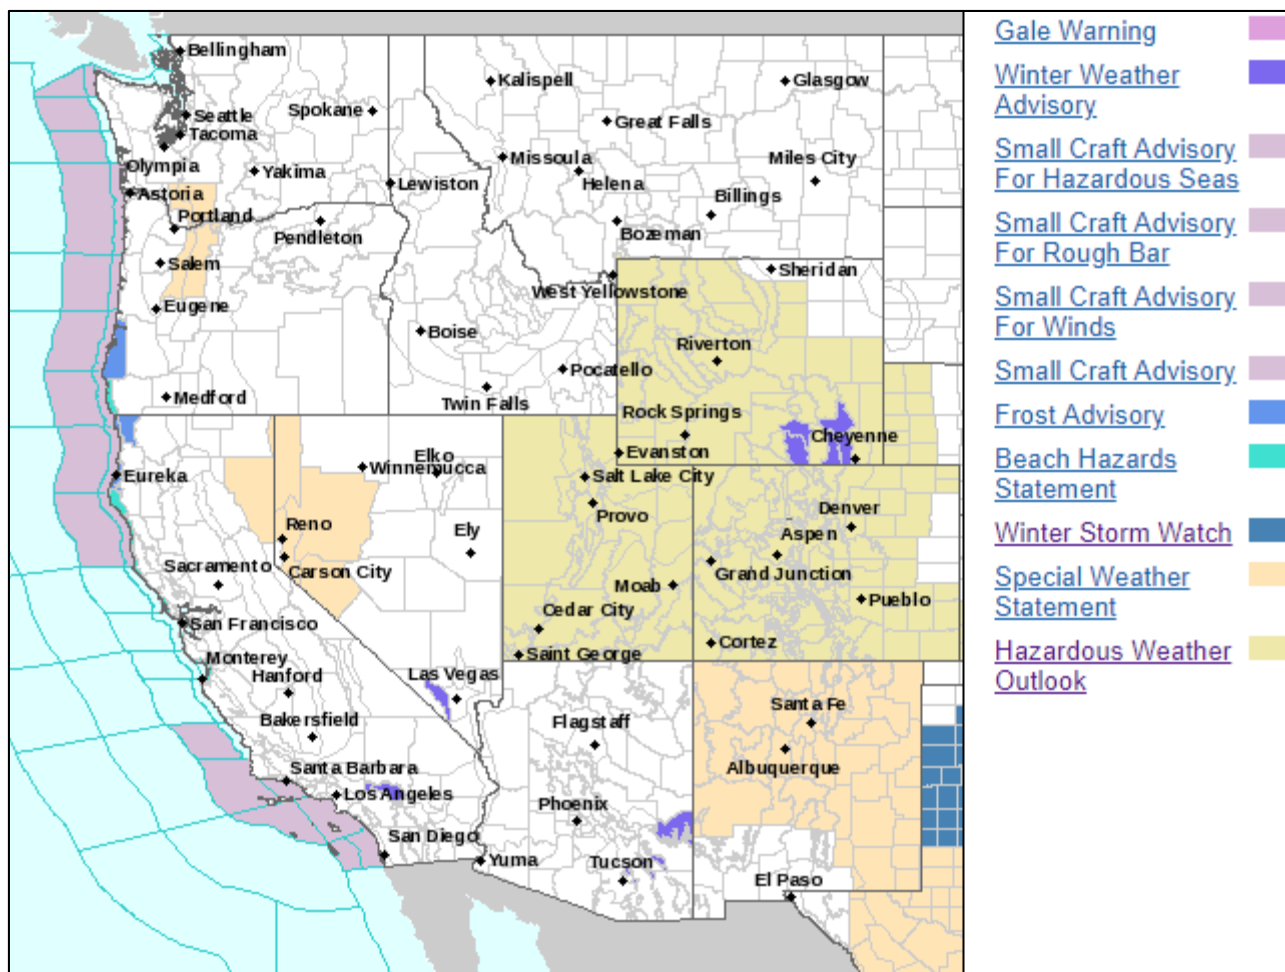 Bellingham
Kalispell
Glasgow
Spokane
Seattle
Great Falls
Tacoma
Olympia
Missoula
Miles City
Yakima
Helena
Lewiston
Astoria
Billings
Portland
Pendleton
Bozeman
Salem
Sheridan
West Yellowstone
Eugene
Boise
Riverton
Pocatello
Medford
Twin Falls
Rock Springs
Cheyenne
Elko
Evanston
Winnemucca
Eureka
Salt Lake City
Provo
Denver
Reno
Ely
Aspen
Sacramento
Carson City
Grand Junction
Moab
Pueblo
Cedar City
San Francisco
Cortez
Saint George
Monterey
Hanford
Las Vegas
Santa Fe
Bakersfield
Flagstaff
Albuquerque
Santa Barbara
Los Angeles
Phoenix
San Diego
Yuma
Tucson
El Paso
Gale Warning
Winter Weather
Advisory
Small Craft Advisory
For Hazardous Seas
Small Craft Advisory
For Rough Bar
Small Craft Advisory
For Winds
Small Craft Advisory
Frost Advisory
Beach Hazards
Statement
Winter Storm Watch
Special Weather
Statement
Hazardous Weather
Outlook